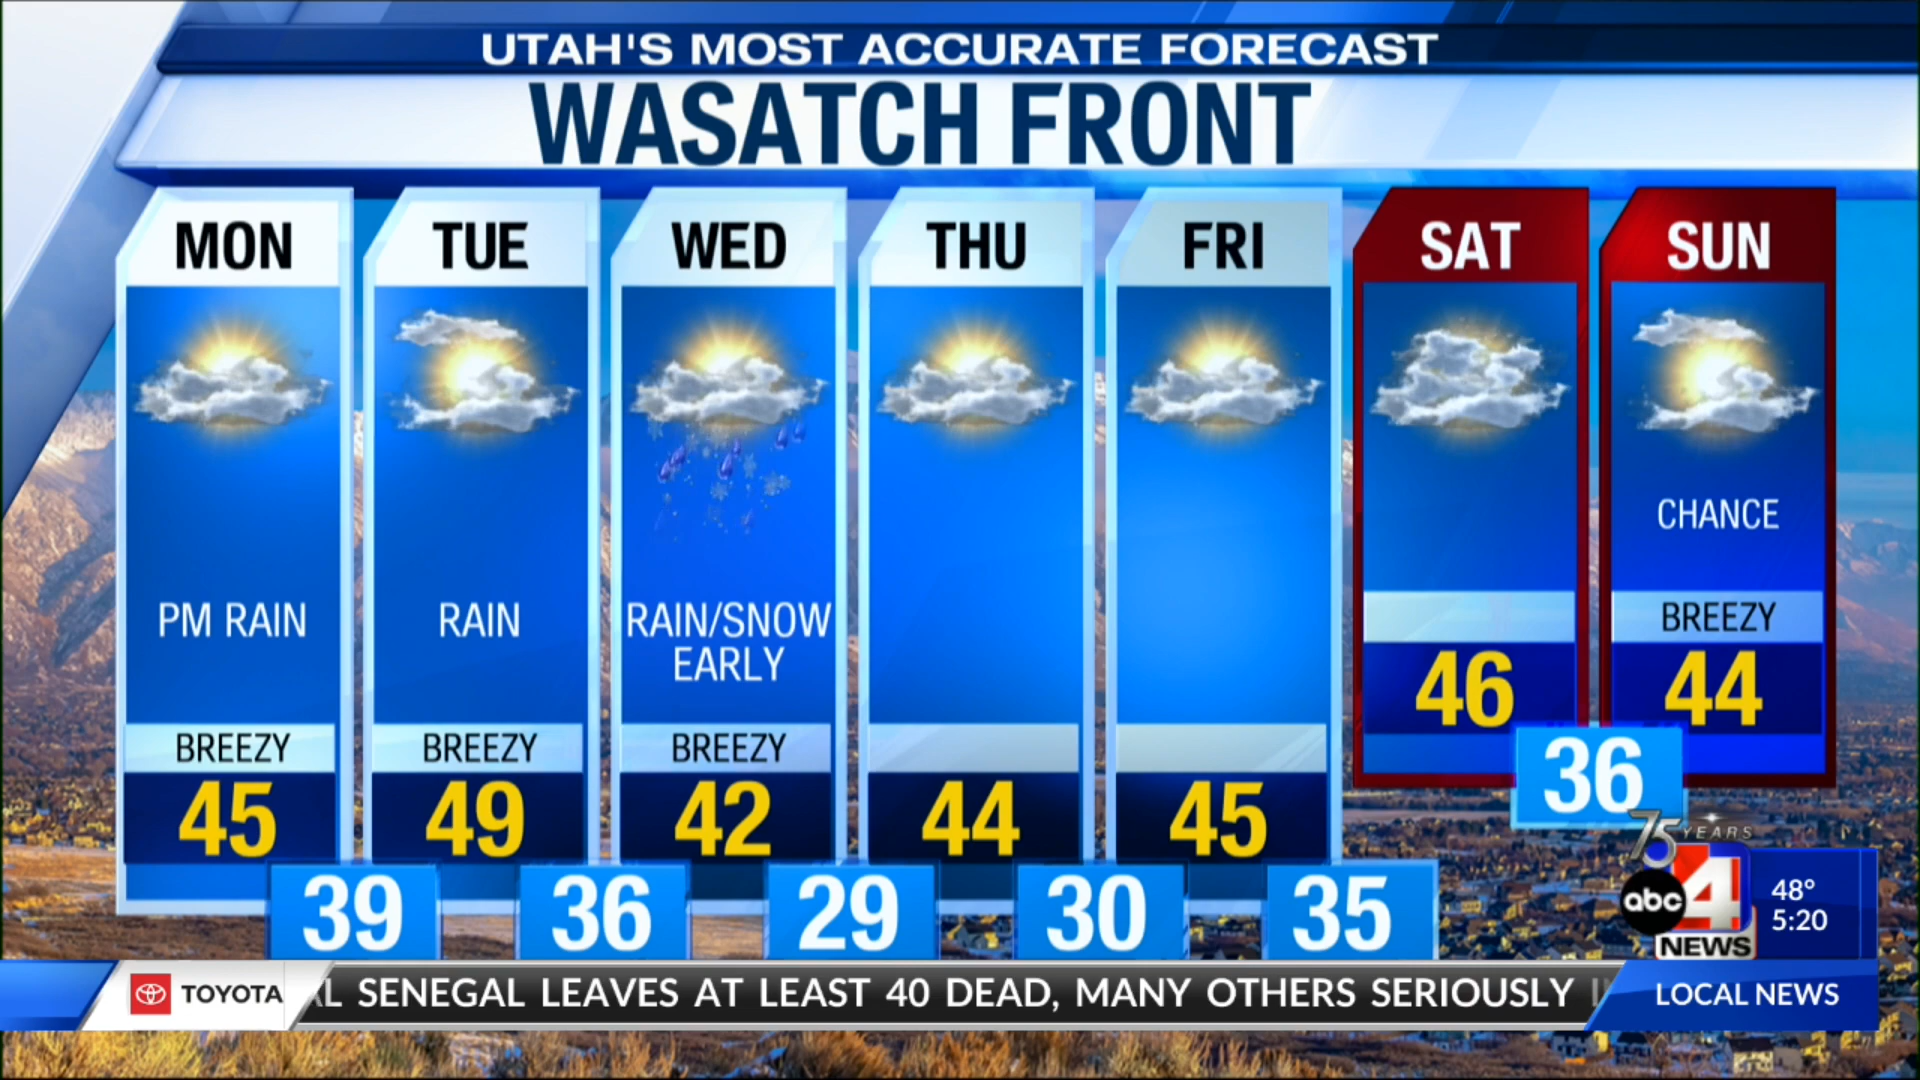 UTAH'S MOST ACCURATE FORECAST
WASATCH FRONT
MON
TUE
WED
THU
FRI
SAT
SUN
CHANCE
PM RAIN
RAIN
RAIN/SNOW
EARLY
BREEZY
46
44
BREEZY
BREEZY
BREEZY
36
45
49
42
44
45
75 YEARS
39
36
29
30
35
abc 4
NEWS
48°
5:20
TOYOTA
AL SENEGAL LEAVES AT LEAST 40 DEAD, MANY OTHERS SERIOUSLY
LOCAL NEWS